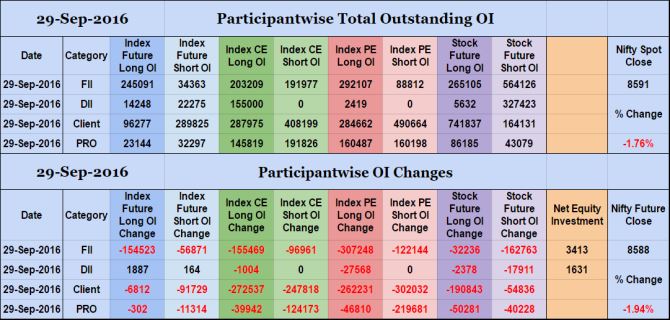 29-Sep-2016 Participantwise Total Outstanding OI
Date Category Index Future Long OI Index Future Short OI Index CE Long OI Index CE Short OI Index PE Long OI Index PE Short OI Stock Future Long OI Stock Future Short OI Nifty Spot Close
29-Sep-2016 FII 245091 34363 203209 191977 292107 88812 265105 564126 8591
29-Sep-2016 DII 14248 22275 155000 0 2419 0 5632 327423 % Change
29-Sep-2016 Client 96277 289825 287975 408199 284662 490664 741837 164131
29-Sep-2016 PRO 23144 32297 145819 191826 160487 160198 86185 43079 -1.76%
29-Sep-2016 Participantwise OI Changes
Date Category Index Future Long OI Change Index Future Short OI Change Index CE Long OI Change Index CE Short OI Change Index PE Long OI Change Index PE Short OI Change Stock Future Long OI Change Stock Future Short OI Change Net Equity Investment Nifty Future Close
29-Sep-2016 FII -154523 -56871 -155469 -96961 -307248 -122144 -32236 -162763 3413 8588
29-Sep-2016 DII 1887 164 -1004 0 -27568 0 -2378 -17911 1631 % Change
29-Sep-2016 Client -6812 -91729 -272537 -247818 -262231 -302032 -190843 -54836
29-Sep-2016 PRO -302 -11314 -39942 -124173 -46810 -219681 -50281 -40228 -1.94%